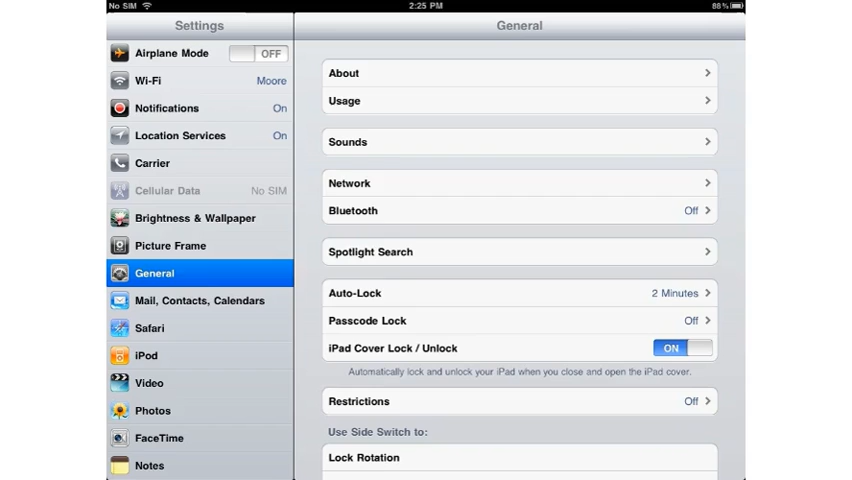 No SIM 2:25 PM 86%
Settings
Airplane Mode OFF
Wi-Fi Moore
Notifications On
Location Services On
Carrier
Cellular Data No SIM
Brightness & Wallpaper
Picture Frame
General
Mail, Contacts, Calendars
Safari
iPod
Video
Photos
FaceTime
Notes
General
About
Usage
Sounds
Network
Bluetooth Off
Spotlight Search
Auto-Lock 2 Minutes
Passcode Lock Off
iPad Cover Lock / Unlock ON
Automatically lock and unlock your iPad when you close and open the iPad cover.
Restrictions Off
Use Side Switch to:
Lock Rotation